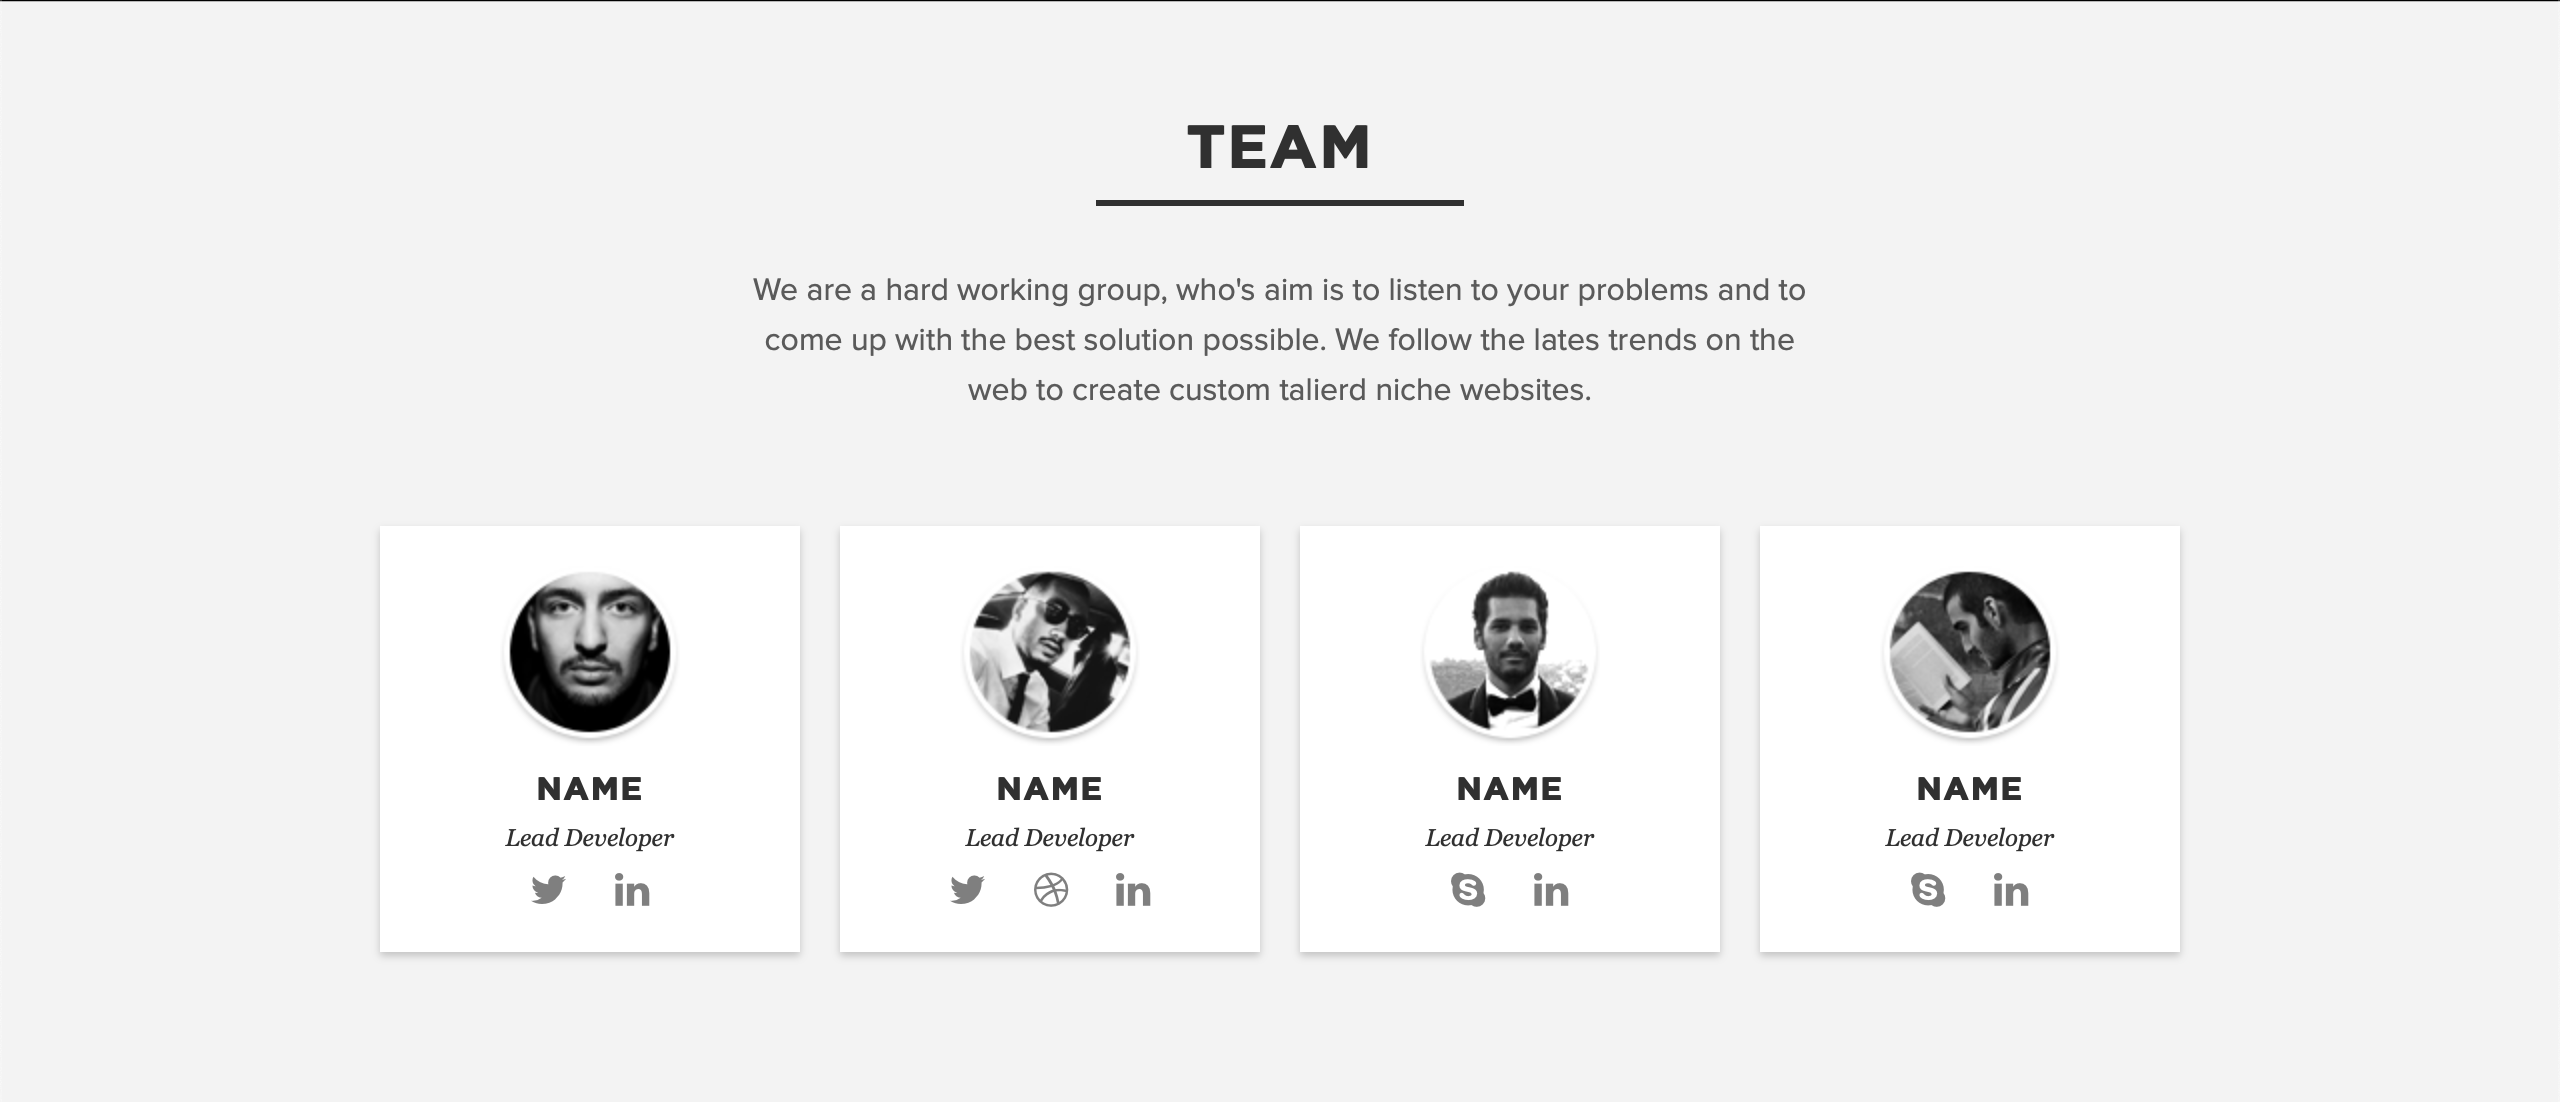 TEAM
We are a hard working group, who's aim is to listen to your problems and to
come up with the best solution possible. We follow the lates trends on the
web to create custom talierd niche websites.
NAME
Lead Developer
NAME
Lead Developer
NAME
Lead Developer
NAME
Lead Developer